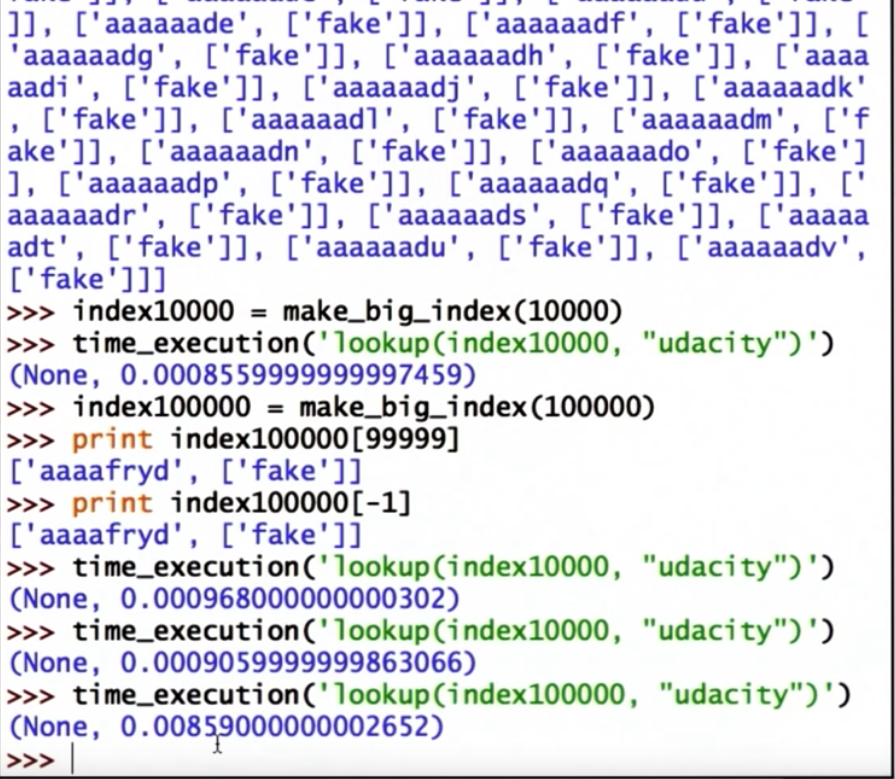 ]], ['aaaaaade', ['fake']], ['aaaaaadf', ['fake']], [
'aaaaaadg', ['fake']], ['aaaaaadh', ['fake']], ['aaaa
aadi', ['fake']], ['aaaaaadj', ['fake']], ['aaaaaadk'
, ['fake']], ['aaaaaadl', ['fake']], ['aaaaaadm', ['f
ake']], ['aaaaaadn', ['fake']], ['aaaaaado', ['fake']
], ['aaaaaadp', ['fake']], ['aaaaaadq', ['fake']], ['
aaaaaadr', ['fake']], ['aaaaaads', ['fake']], ['aaaaa
adt', ['fake']], ['aaaaaadu', ['fake']], ['aaaaaadv',
['fake']]]
>>> index10000 = make_big_index(10000)
>>> time_execution('lookup(index10000, "udacity")')
(None, 0.0008559999999997459)
>>> index100000 = make_big_index(100000)
>>> print index100000[99999]
['aaaafryd', ['fake']]
>>> print index100000[-1]
['aaaafryd', ['fake']]
>>> time_execution('lookup(index10000, "udacity")')
(None, 0.000968000000000302)
>>> time_execution('lookup(index10000, "udacity")')
(None, 0.0009059999999863066)
>>> time_execution('lookup(index100000, "udacity")')
(None, 0.008590000000002652)
>>>